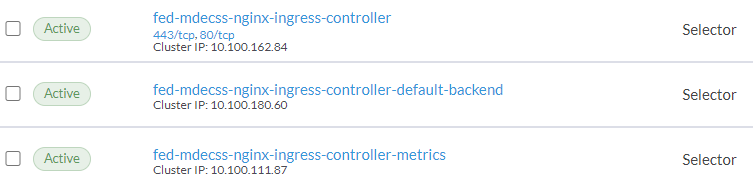 fed-mdecss-nginx-ingress-controller
Active
443/tcp, 80/tcp
Selector
Cluster IP: 10.100.162.84
fed-mdecss-nginx-ingress-controller-default-backend
Active
Selector
Cluster IP: 10.100.180.60
fed-mdecss-nginx-ingress-controller-metrics
Active
Selector
Cluster IP: 10.100.111.87